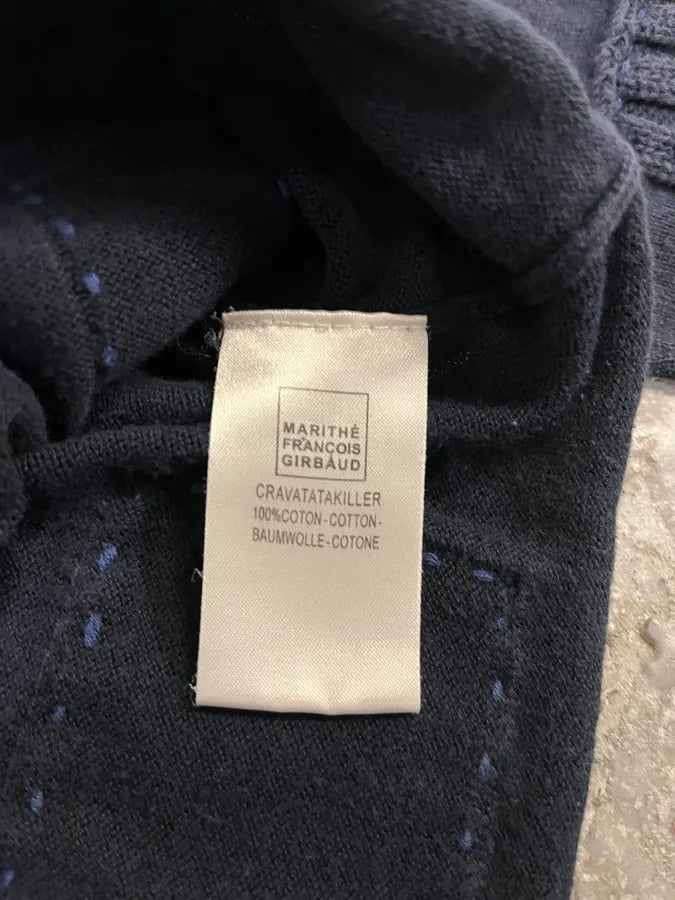 MARITHÉ
FRANÇOIS
GIRBAUD
CRAVATATAKILLER
100%COTON-COTTON-
BAUMWOLLE-COTONE